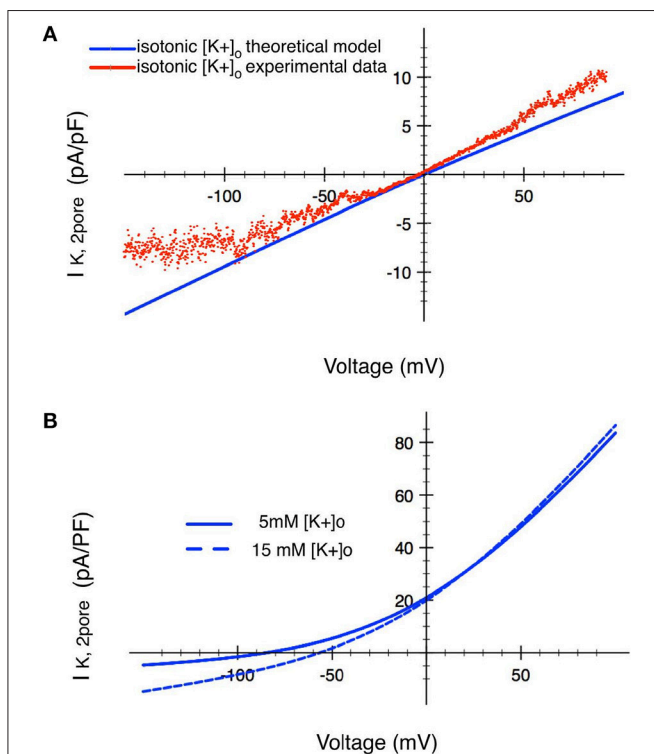 A
isotonic [K+]o theoretical model
isotonic [K+]o experimental data
10
5
-100
-50
50
-5
-10
I K, 2pore (pA/pF)
Voltage (mV)
B
80
60
40
20
5mM [K+]o
15 mM [K+]o
-100
-50
50
I K, 2pore (pA/PF)
Voltage (mV)